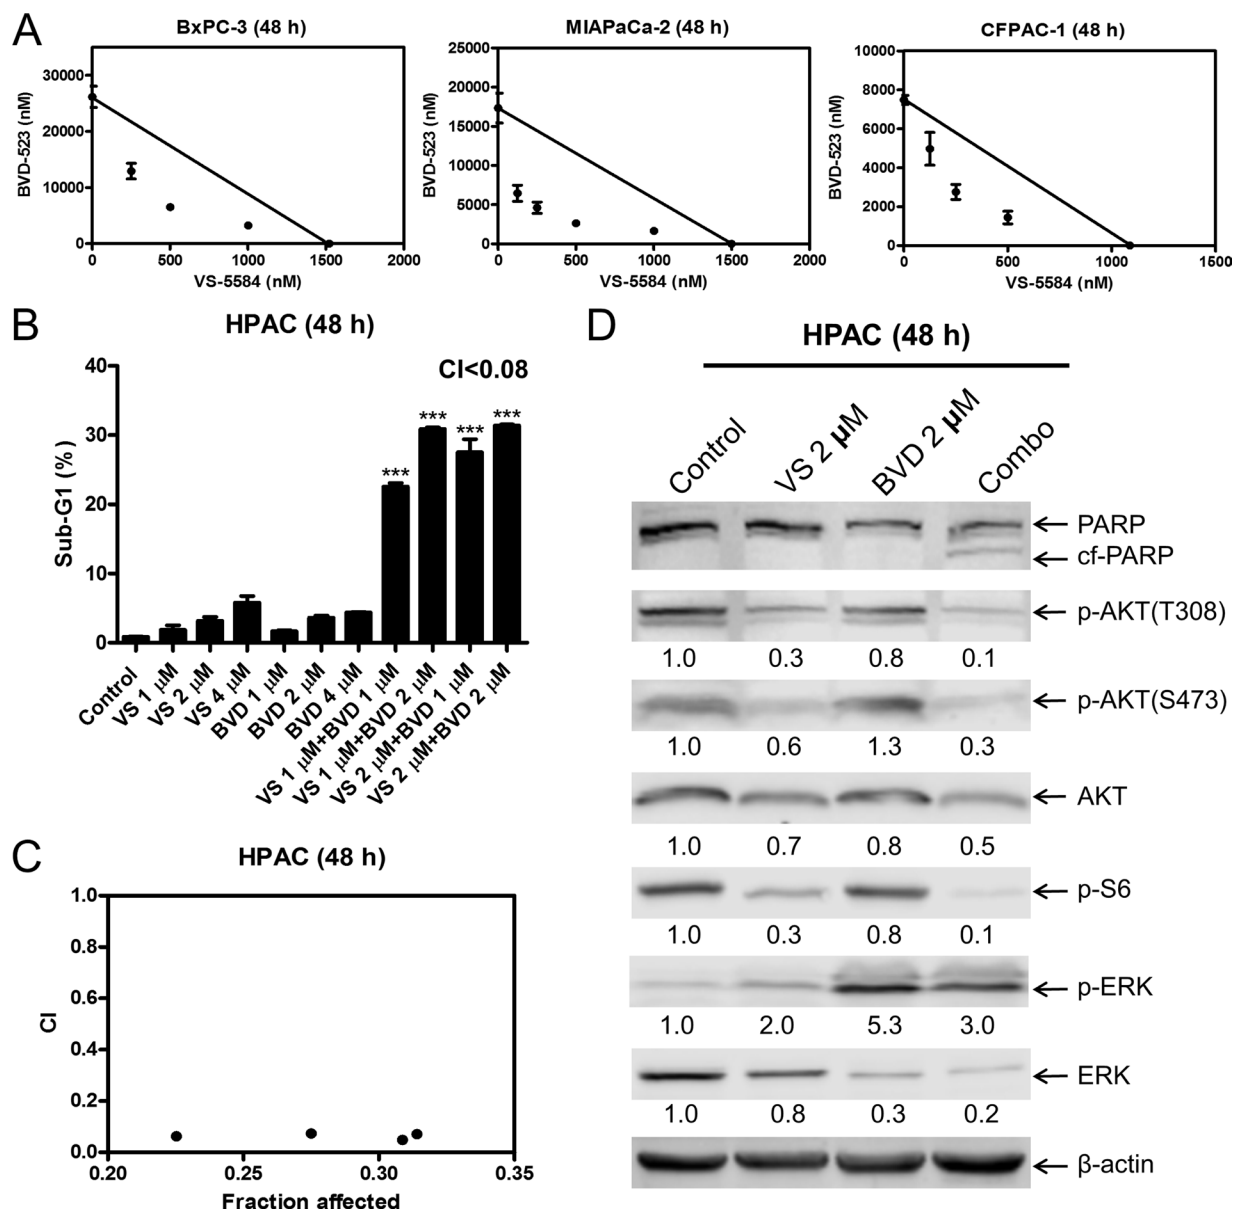 A
BxPC-3 (48 h)
BVD-523 (nM)
30000
20000
10000
0
0 500 1000 1500 2000
VS-5584 (nM)
MIAPaCa-2 (48 h)
BVD-523 (nM)
25000
20000
15000
10000
5000
0
0 500 1000 1500 2000
VS-5584 (nM)
CFPAC-1 (48 h)
BVD-523 (nM)
10000
8000
6000
4000
2000
0
0 500 1000 1500
VS-5584 (nM)
B
HPAC (48 h)
CI<0.08
Sub-G1 (%)
40
30
20
10
0
*** *** *** ***
Control
VS 1 μM
VS 2 μM
VS 4 μM
BVD 1 μM
BVD 2 μM
BVD 4 μM
VS 1 μM+BVD 1 μM
VS 1 μM+BVD 2 μM
VS 2 μM+BVD 1 μM
VS 2 μM+BVD 2 μM
C
HPAC (48 h)
CI
1.0
0.8
0.6
0.4
0.2
0.0
0.20 0.25 0.30 0.35
Fraction affected
D
HPAC (48 h)
Control
VS 2 μM
BVD 2 μM
Combo
PARP
cf-PARP
p-AKT(T308)
1.0 0.3 0.8 0.1
p-AKT(S473)
1.0 0.6 1.3 0.3
AKT
1.0 0.7 0.8 0.5
p-S6
1.0 0.3 0.8 0.1
p-ERK
1.0 2.0 5.3 3.0
ERK
1.0 0.8 0.3 0.2
β-actin